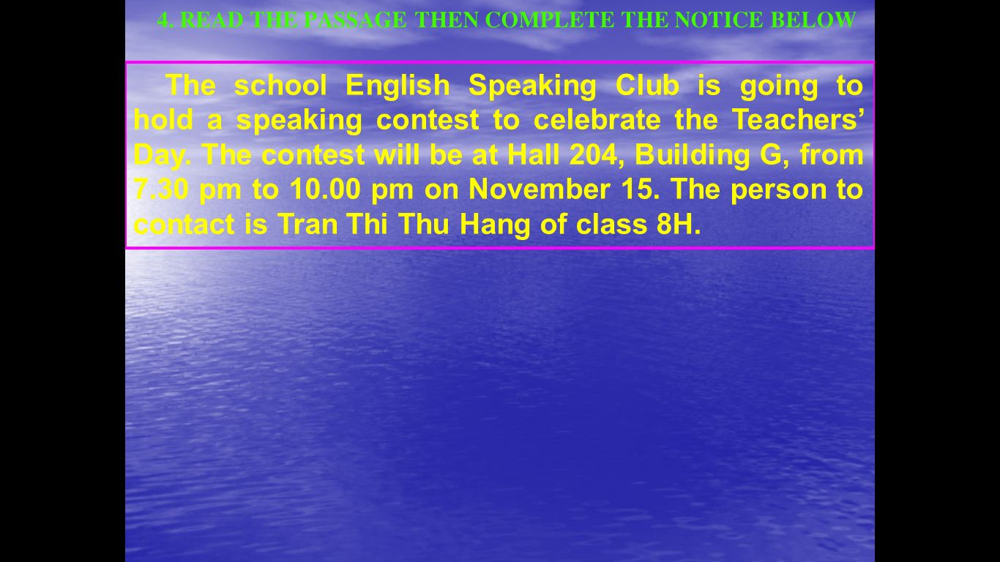 4. READ THE PASSAGE THEN COMPLETE THE NOTICE BELOW
The school English Speaking Club is going to
hold a speaking contest to celebrate the Teachers’
Day. The contest will be at Hall 204, Building G, from
7.30 pm to 10.00 pm on November 15. The person to
contact is Tran Thi Thu Hang of class 8H.